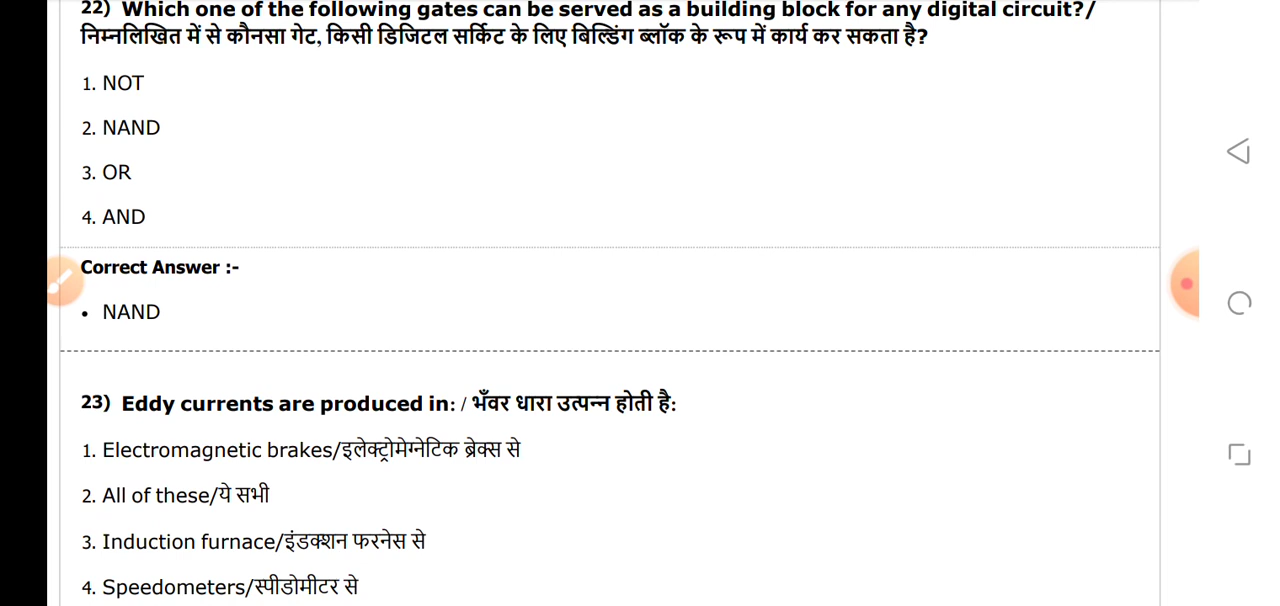 22) Which one of the following gates can be served as a building block for any digital circuit?/
निम्नलिखित में से कौनसा गेट, किसी डिजिटल सर्किट के लिए बिल्डिंग ब्लॉक के रूप में कार्य कर सकता है?
1. NOT
2. NAND
3. OR
4. AND
Correct Answer :-
• NAND
23) Eddy currents are produced in: / भँवर धारा उत्पन्न होती है:
1. Electromagnetic brakes/इलेक्ट्रोमेग्नेटिक ब्रेक्स से
2. All of these/ये सभी
3. Induction furnace/इंडक्शन फरनेस से
4. Speedometers/स्पीडोमीटर से